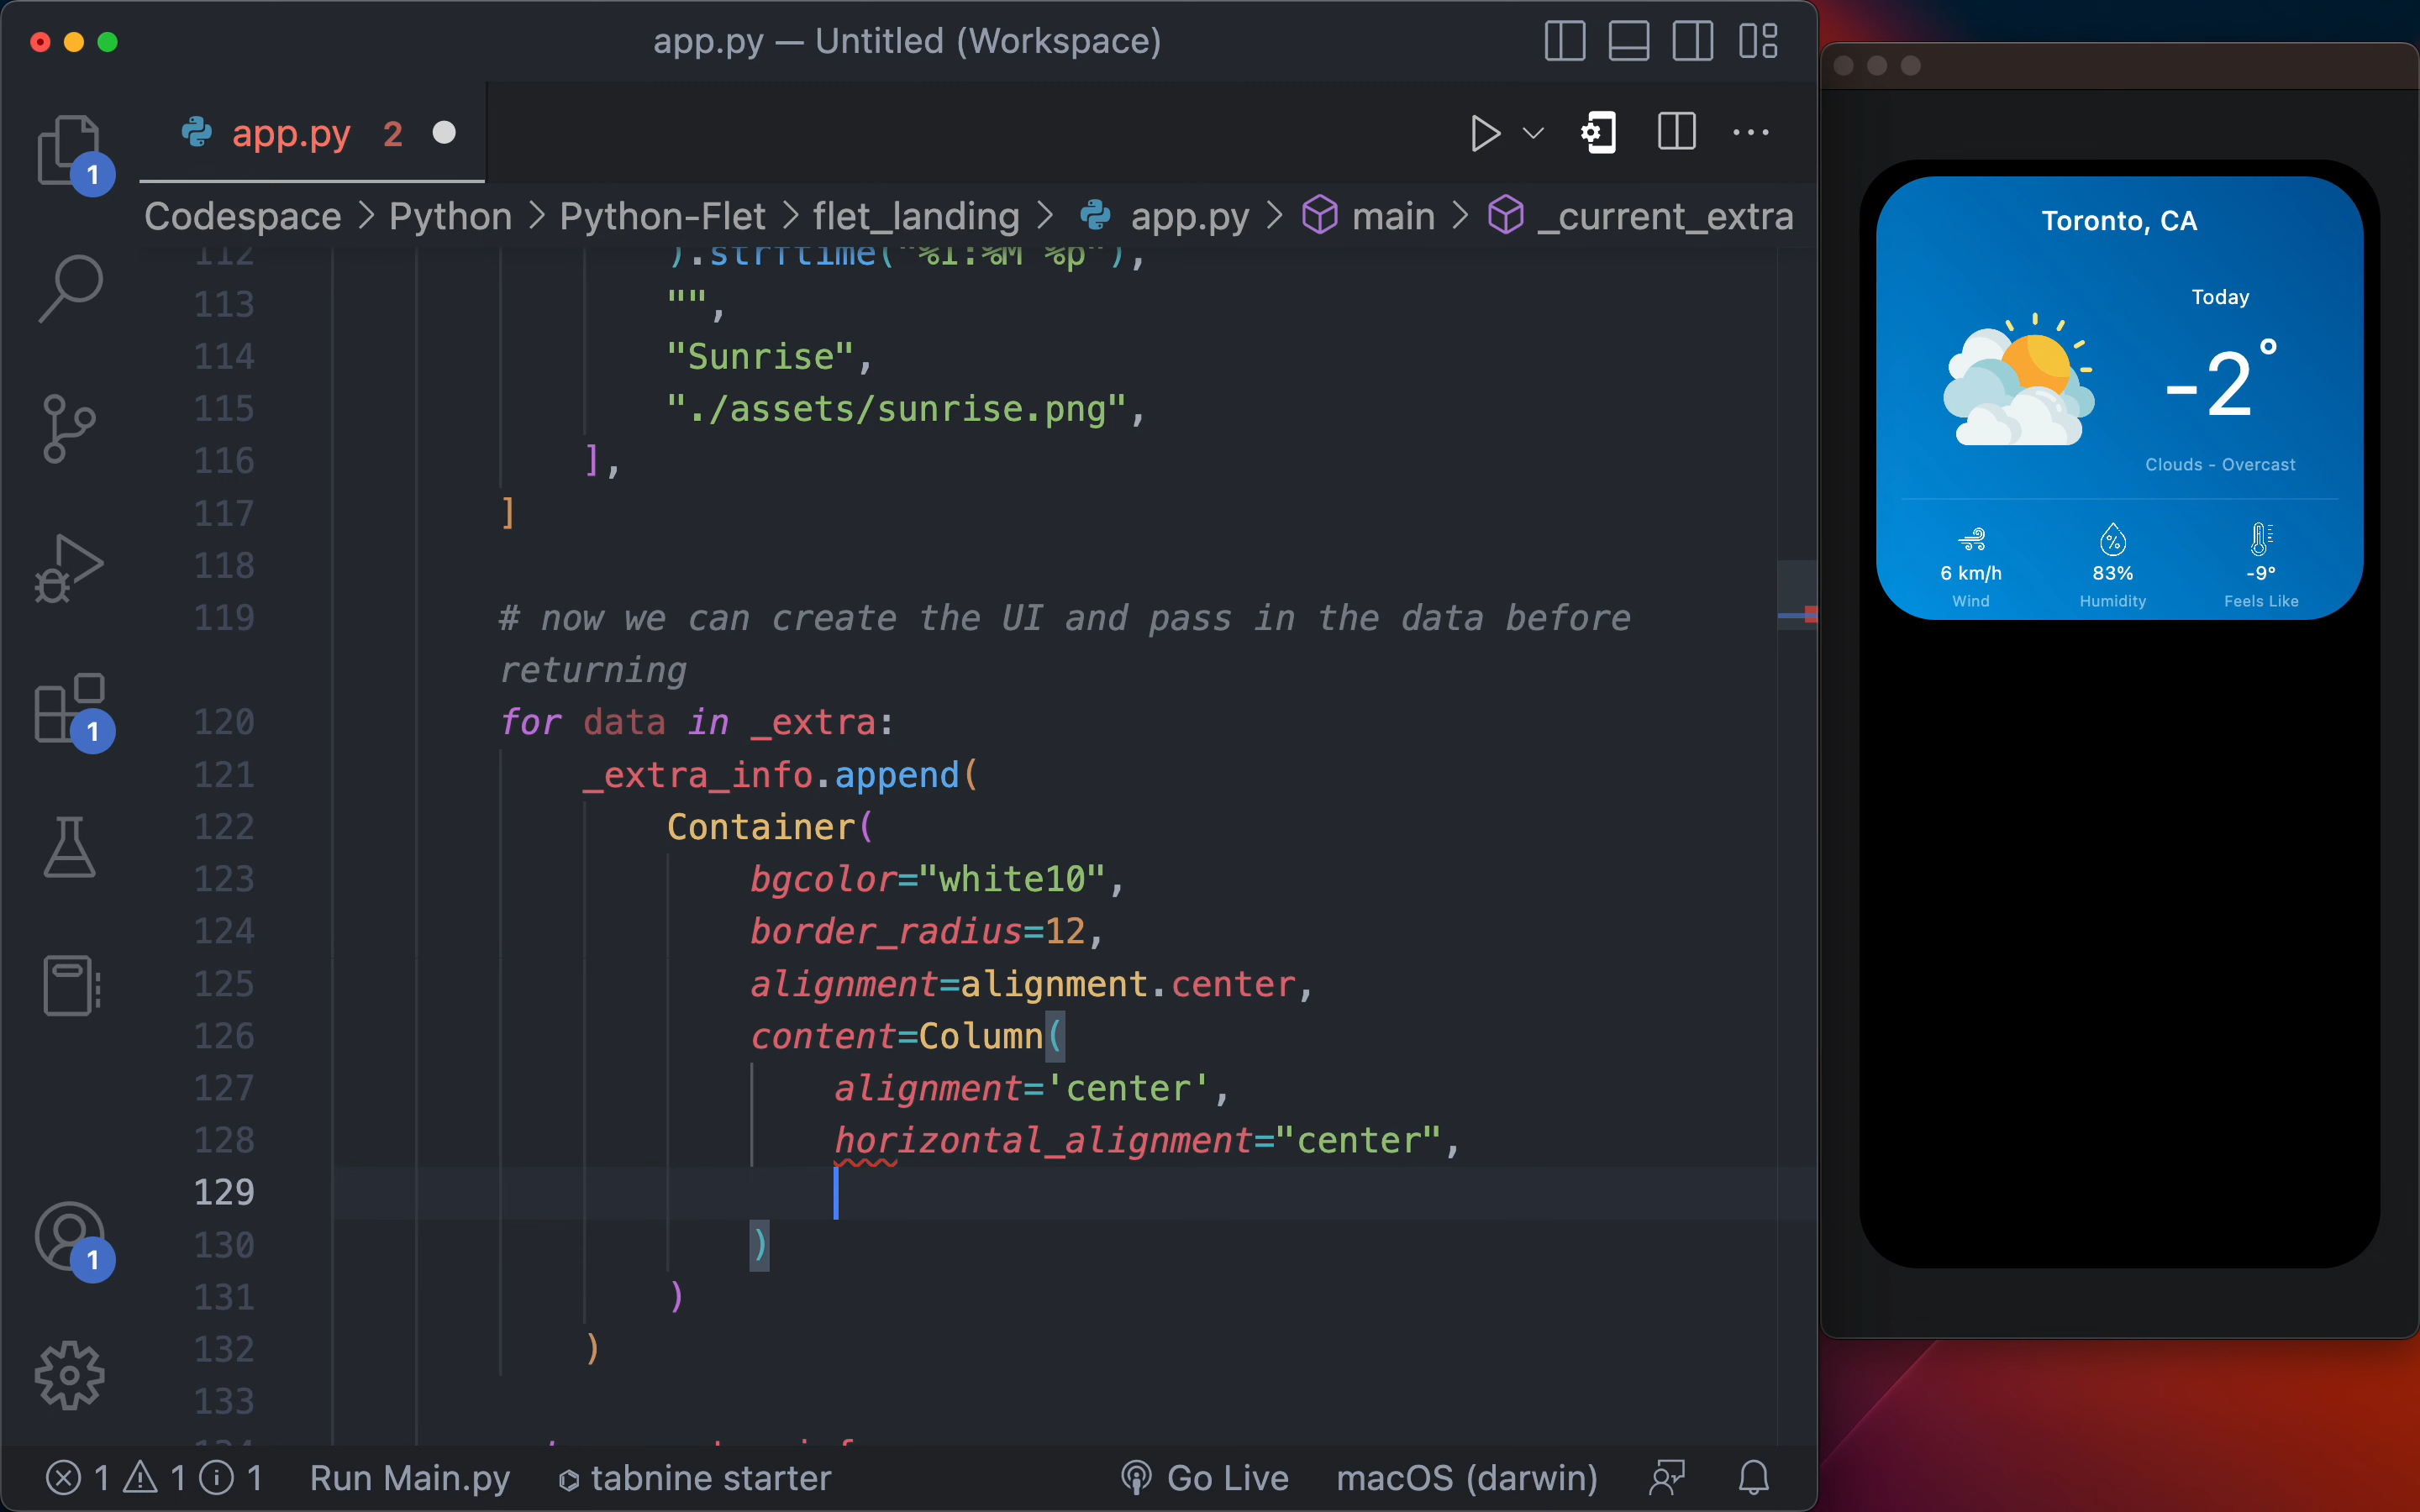 app.py — Untitled (Workspace)
app.py 2
1
Codespace > Python > Python-Flet > flet_landing > app.py > main > _current_extra
112 ).strftime("%I:%M %p"),
113 "",
114 "Sunrise",
115 "./assets/sunrise.png",
116 ],
117 ]
118
119 # now we can create the UI and pass in the data before
returning
120 for data in _extra:
121 _extra_info.append(
122 Container(
123 bgcolor="white10",
124 border_radius=12,
125 alignment=alignment.center,
126 content=Column(
127 alignment='center',
128 horizontal_alignment="center",
129
130 )
131 )
132 )
133
1
1
1 1 1 Run Main.py tabnine starter Go Live macOS (darwin)
Toronto, CA
Today
-2°
Clouds - Overcast
6 km/h 83% -9°
Wind Humidity Feels Like